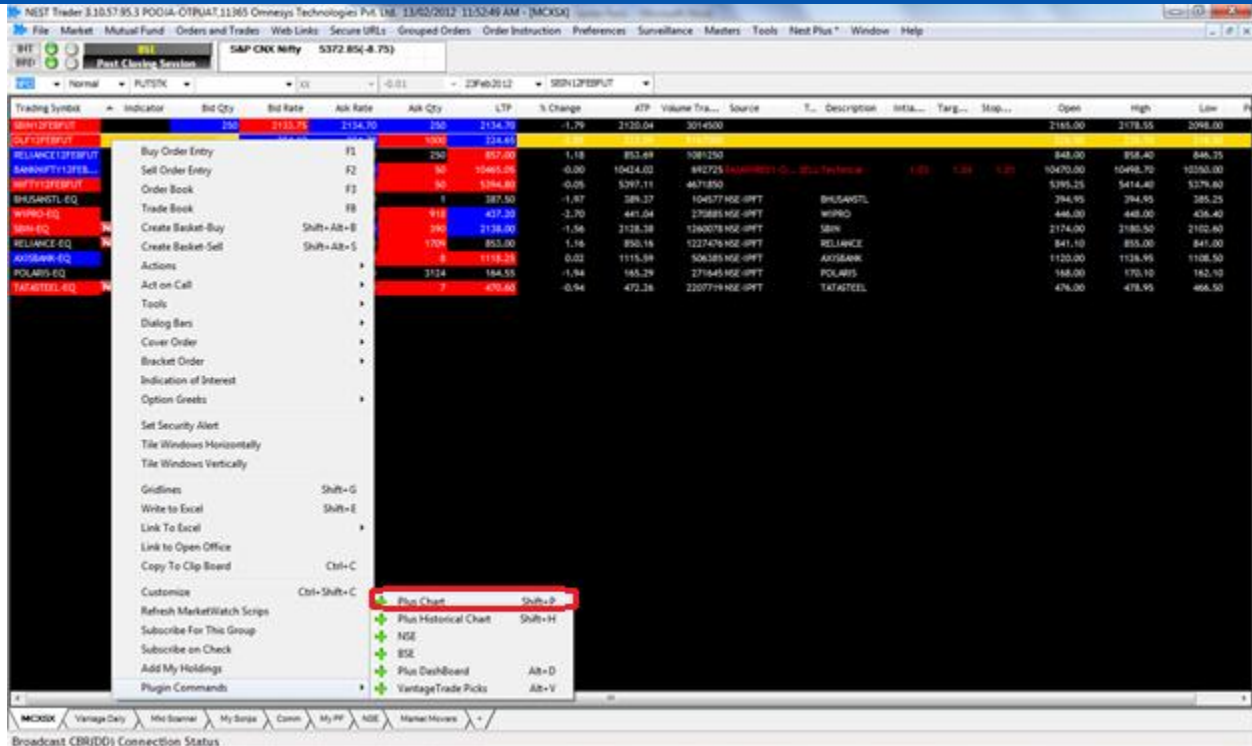 NEST Trader 3.10.57.95.3 POOJA-OTPUAT,11365 Omnesys Technologies Pvt. Ltd. 13/02/2012 11:52:49 AM - [MCXSX]
File Market Mutual Fund Orders and Trades Web Links Secure URLs Grouped Orders Order Instruction Preferences Surveillance Masters Tools Nest Plus* Window Help
INT BSE S&P CNX Nifty 5372.85(-8.75)
BRD Post Closing Session
Normal FUTSTK XX -0.01 23Feb2012 SBIN12FEBFUT
Trading Symbol Indicator Bid Qty Bid Rate Ask Rate Ask Qty LTP % Change ATP Volume Tra... Source T... Description Intia... Targ... Stop... Open High Low
SBIN12FEBFUT 250 2133.75 2134.70 250 2134.70 -1.79 2120.04 3014500 2165.00 2178.55 2098.00
DLF12FEBFUT 1000 224.65
RELIANCE12FEBFUT 250 857.00 1.18 853.69 1081250 848.00 858.40 846.35
BANKNIFTY12FEB... 50 10465.05 -0.00 10424.02 692725 10470.00 10498.70 10350.00
NIFTY12FEBFUT 50 5394.80 -0.05 5397.11 4671850 5395.25 5414.40 5379.60
BHUSANSTL-EQ 1 387.50 -1.97 389.37 104577 NSE-IPFT BHUSANSTL 394.95 394.95 385.25
WIPRO-EQ 918 437.20 -2.70 441.04 270885 NSE-IPFT WIPRO 446.00 448.00 436.40
SBIN-EQ 390 2138.00 -1.56 2128.38 1260078 NSE-IPFT SBIN 2174.00 2180.50 2102.60
RELIANCE-EQ 1709 853.00 1.16 850.16 1227476 NSE-IPFT RELIANCE 841.10 855.00 841.00
AXISBANK-EQ 8 1118.25 0.02 1115.59 506385 NSE-IPFT AXISBANK 1120.00 1126.95 1108.50
POLARIS-EQ 3124 164.55 -1.94 165.29 271645 NSE-IPFT POLARIS 168.00 170.10 162.10
TATASTEEL-EQ 7 470.60 -0.94 472.26 2207719 NSE-IPFT TATASTEEL 476.00 478.95 466.50
Buy Order Entry F1
Sell Order Entry F2
Order Book F3
Trade Book F8
Create Basket-Buy Shift+Alt+B
Create Basket-Sell Shift+Alt+S
Actions
Act on Call
Tools
Dialog Bars
Cover Order
Bracket Order
Indication of Interest
Option Greeks
Set Security Alert
Tile Windows Horizontally
Tile Windows Vertically
Gridlines Shift+G
Write to Excel Shift+E
Link To Excel
Link to Open Office
Copy To Clip Board Ctrl+C
Customize Ctrl+Shift+C
Refresh MarketWatch Scrips
Subscribe For This Group
Subscribe on Check
Add My Holdings
Plugin Commands
Plus Chart Shift+P
Plus Historical Chart Shift+H
NSE
BSE
Plus DashBoard Alt+D
VantageTrade Picks Alt+V
MCXSX Vantage Daily Mkt Scanner My Scrips Comm My PF NSE Market Movers +
Broadcast CBR(DD) Connection Status